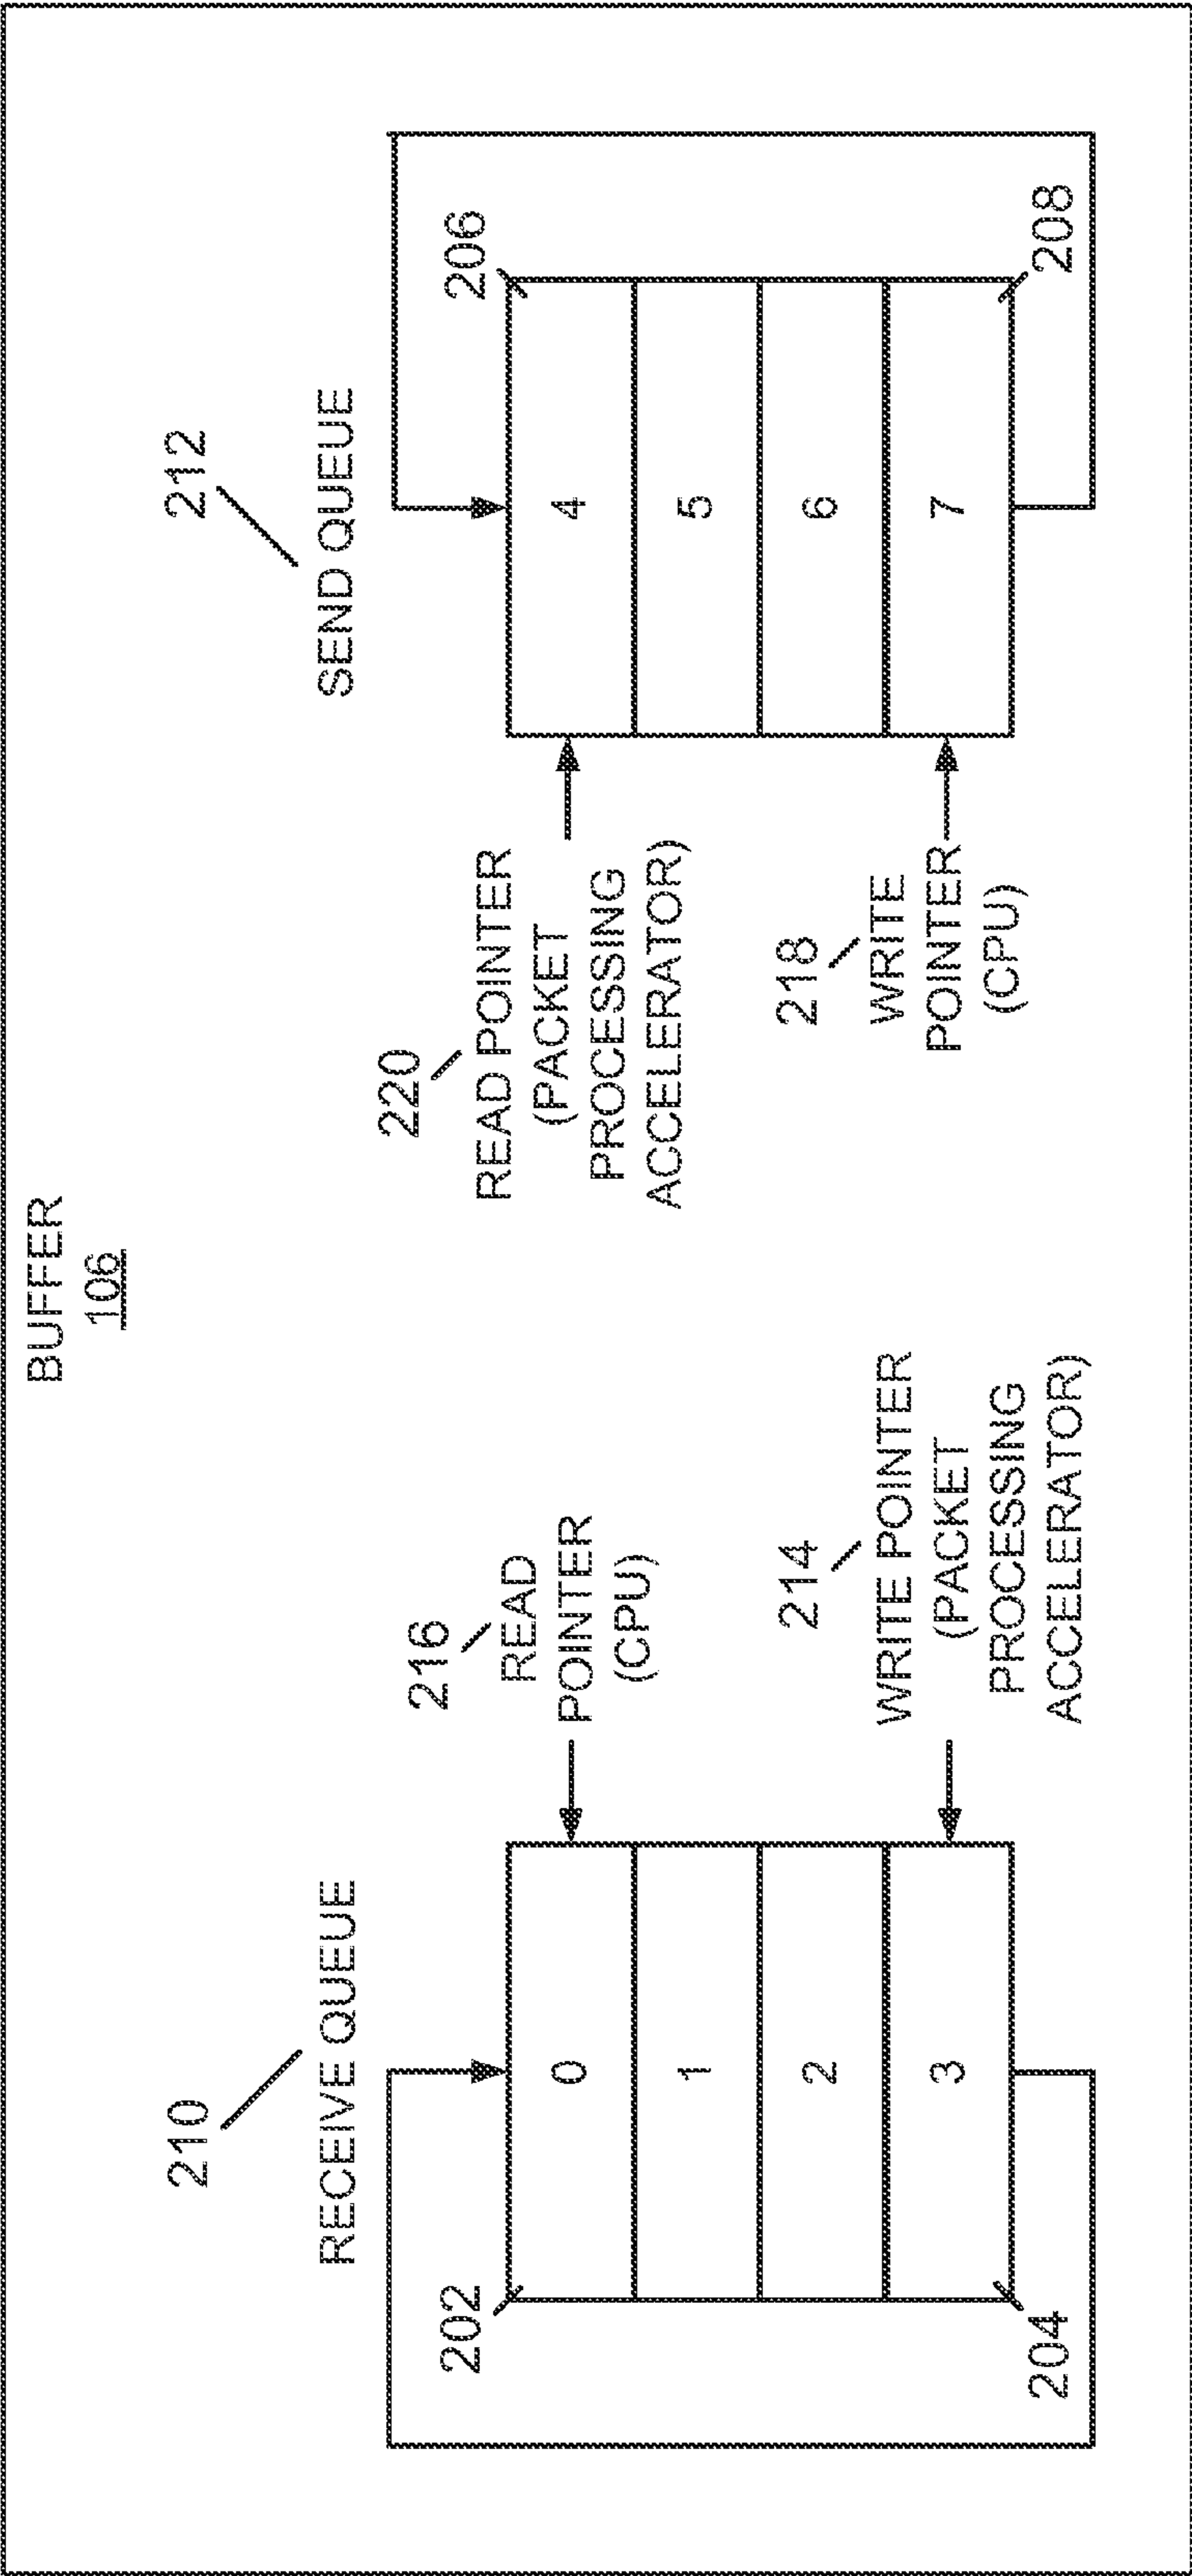 BUFFER
106
210
RECEIVE QUEUE
202
0
1
2
3
204
216
READ
POINTER
(CPU)
214
WRITE POINTER
(PACKET
PROCESSING
ACCELERATOR)
220
READ POINTER
(PACKET
PROCESSING
ACCELERATOR)
218
WRITE
POINTER
(CPU)
212
SEND QUEUE
206
4
5
6
7
208